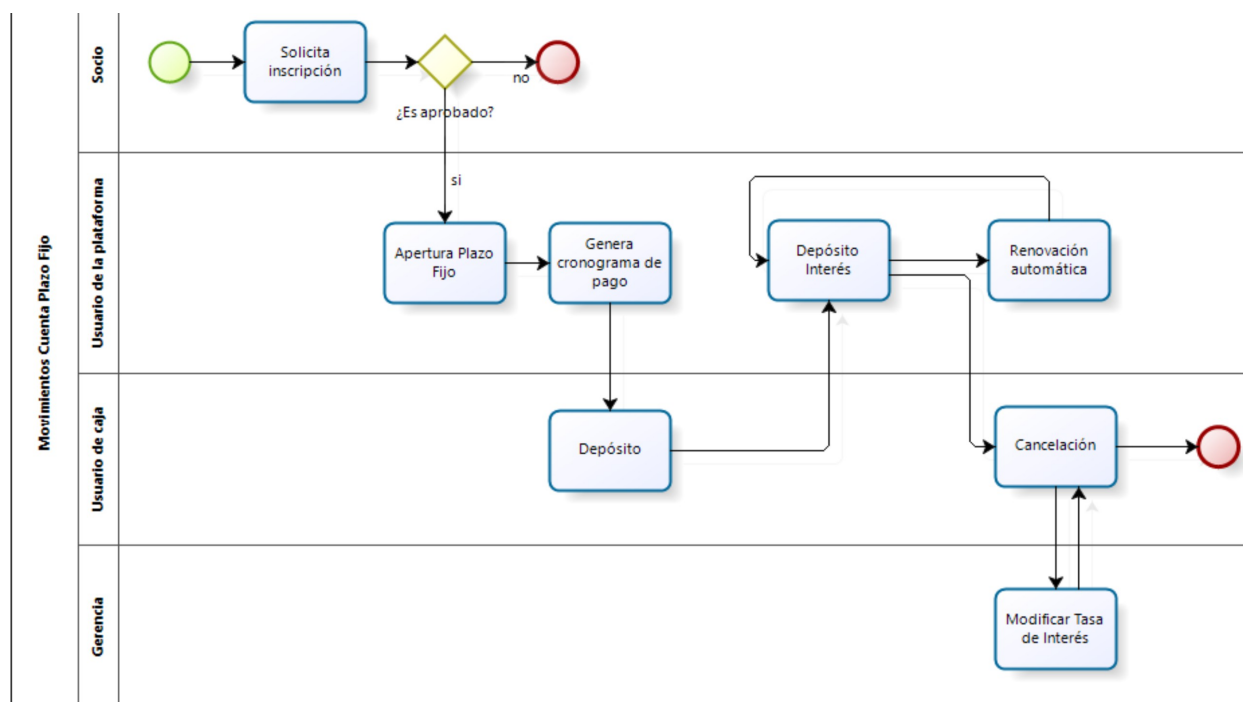 Movimientos Cuenta Plazo Fijo
Socio
Solicita
inscripción
¿Es aprobado?
no
si
Usuario de la plataforma
Apertura Plazo
Fijo
Genera
cronograma de
pago
Depósito
Interés
Renovación
automática
Usuario de caja
Depósito
Cancelación
Gerencia
Modificar Tasa
de Interés